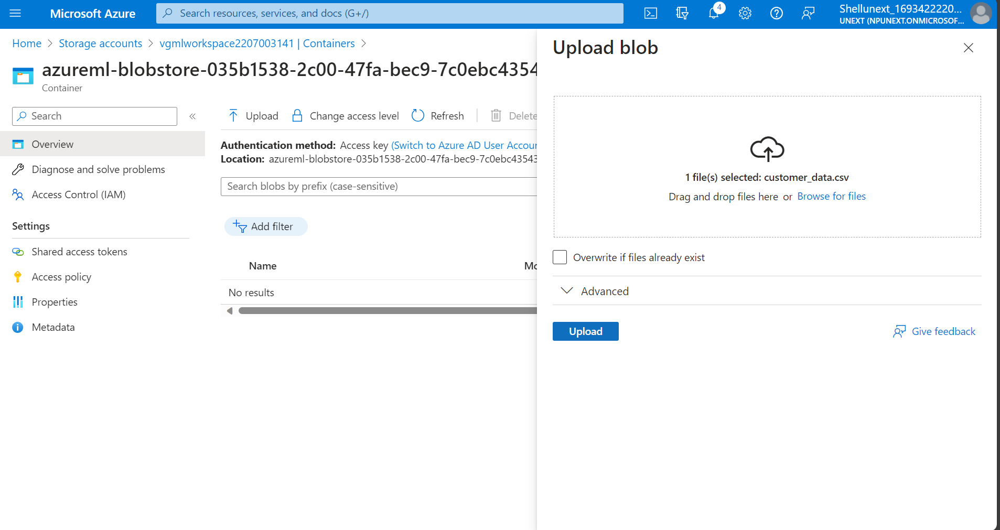 Microsoft Azure
Search resources, services, and docs (G+/)
4
Shellunext_1693422220...
UNEXT (NPUNEXT.ONMICROSOF...
Home > Storage accounts > vgmlworkspace2207003141 | Containers >
azureml-blobstore-035b1538-2c00-47fa-bec9-7c0ebc4354
Container
Search
«
Overview
Diagnose and solve problems
Access Control (IAM)
Settings
Shared access tokens
Access policy
Properties
Metadata
Upload
Change access level
Refresh
Delete
Authentication method: Access key (Switch to Azure AD User Accoun
Location: azureml-blobstore-035b1538-2c00-47fa-bec9-7c0ebc43543
Search blobs by prefix (case-sensitive)
Add filter
Name
Mo
No results
Upload blob
1 file(s) selected: customer_data.csv
Drag and drop files here or Browse for files
Overwrite if files already exist
Advanced
Upload
Give feedback